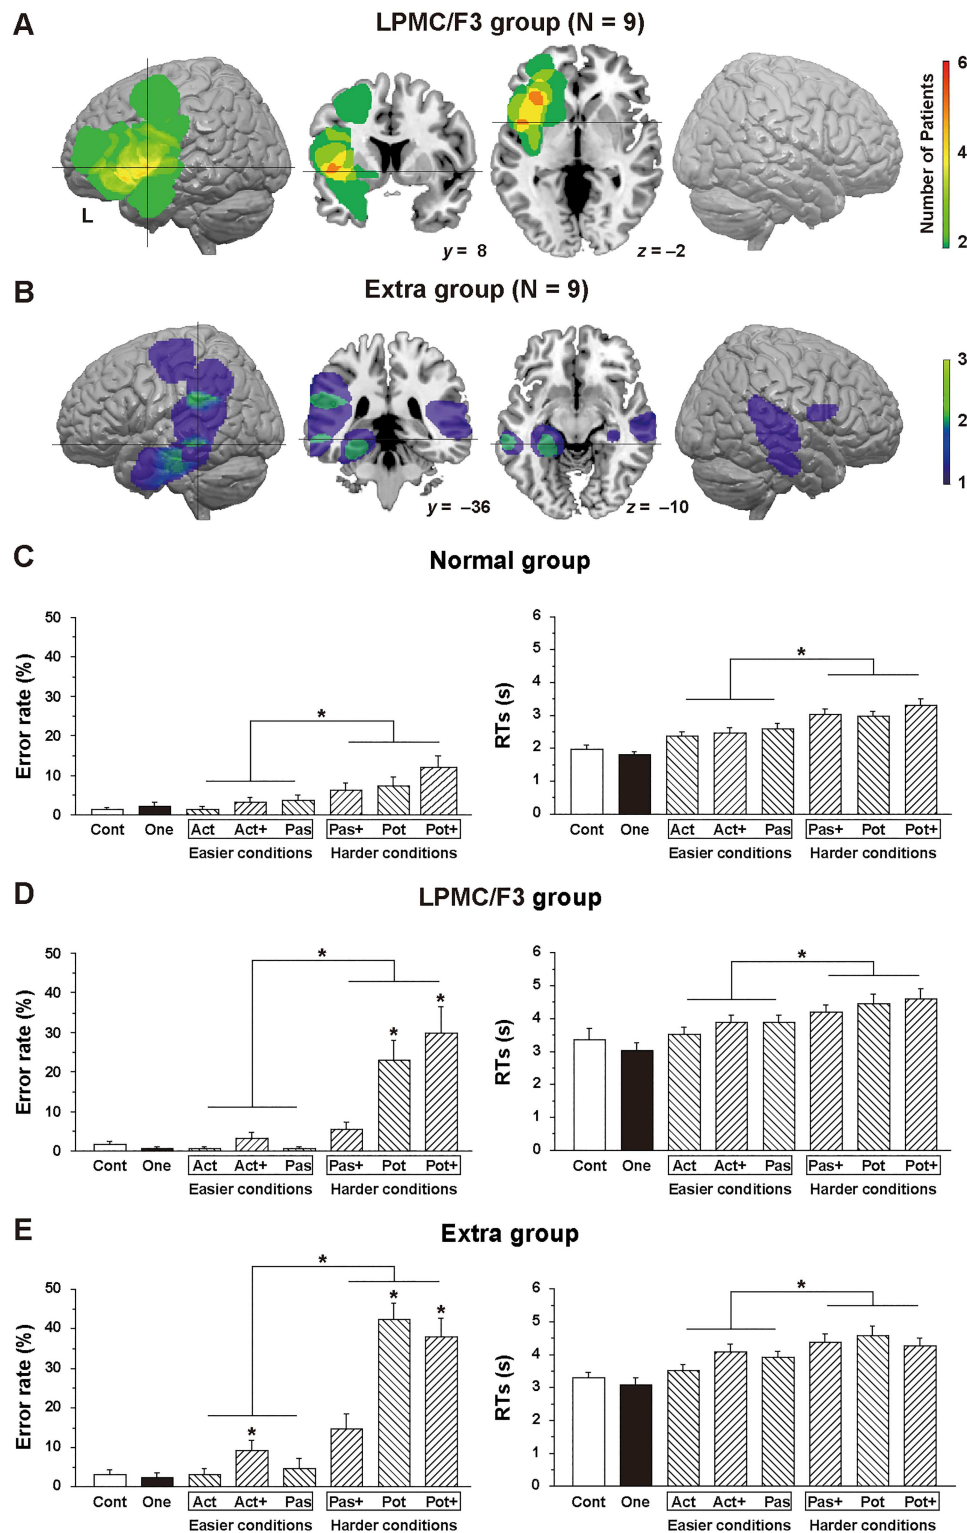 A
LPMC/F3 group (N = 9)
L
y = 8
z = –2
6
4
2
Number of Patients
B
Extra group (N = 9)
y = –36
z = –10
3
2
1
C
Normal group
Error rate (%)
50
40
30
20
10
0
*
Cont One Act Act+ Pas Pas+ Pot Pot+
Easier conditions Harder conditions
RTs (s)
6
5
4
3
2
1
0
*
Cont One Act Act+ Pas Pas+ Pot Pot+
Easier conditions Harder conditions
D
LPMC/F3 group
Error rate (%)
50
40
30
20
10
0
*
*
*
Cont One Act Act+ Pas Pas+ Pot Pot+
Easier conditions Harder conditions
RTs (s)
6
5
4
3
2
1
0
*
Cont One Act Act+ Pas Pas+ Pot Pot+
Easier conditions Harder conditions
E
Extra group
Error rate (%)
50
40
30
20
10
0
*
*
*
*
Cont One Act Act+ Pas Pas+ Pot Pot+
Easier conditions Harder conditions
RTs (s)
6
5
4
3
2
1
0
*
Cont One Act Act+ Pas Pas+ Pot Pot+
Easier conditions Harder conditions